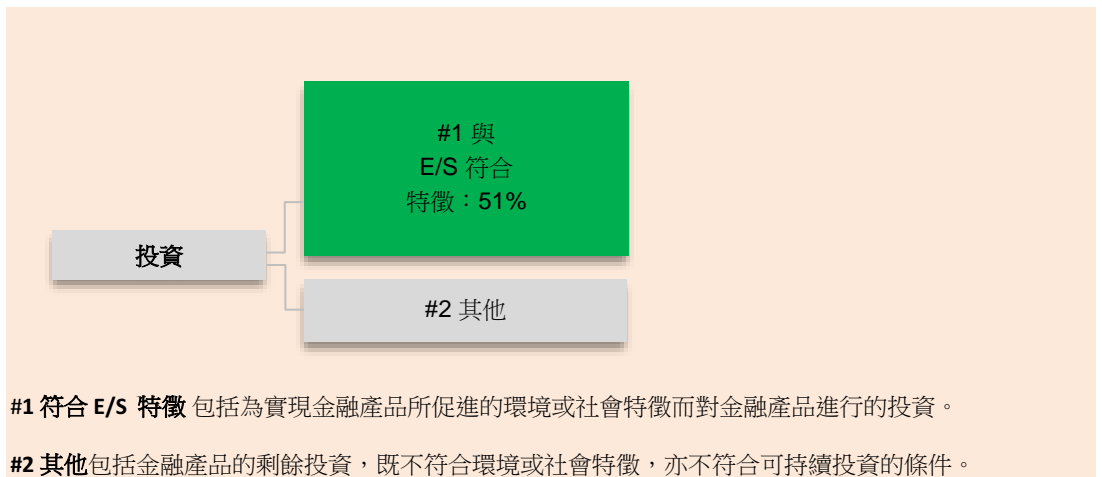 #1 與
E/S 符合
特徵：51%
投資
#2 其他
#1 符合 E/S 特徵 包括為實現金融產品所促進的環境或社會特徵而對金融產品進行的投資。
#2 其他包括金融產品的剩餘投資，既不符合環境或社會特徵，亦不符合可持續投資的條件。